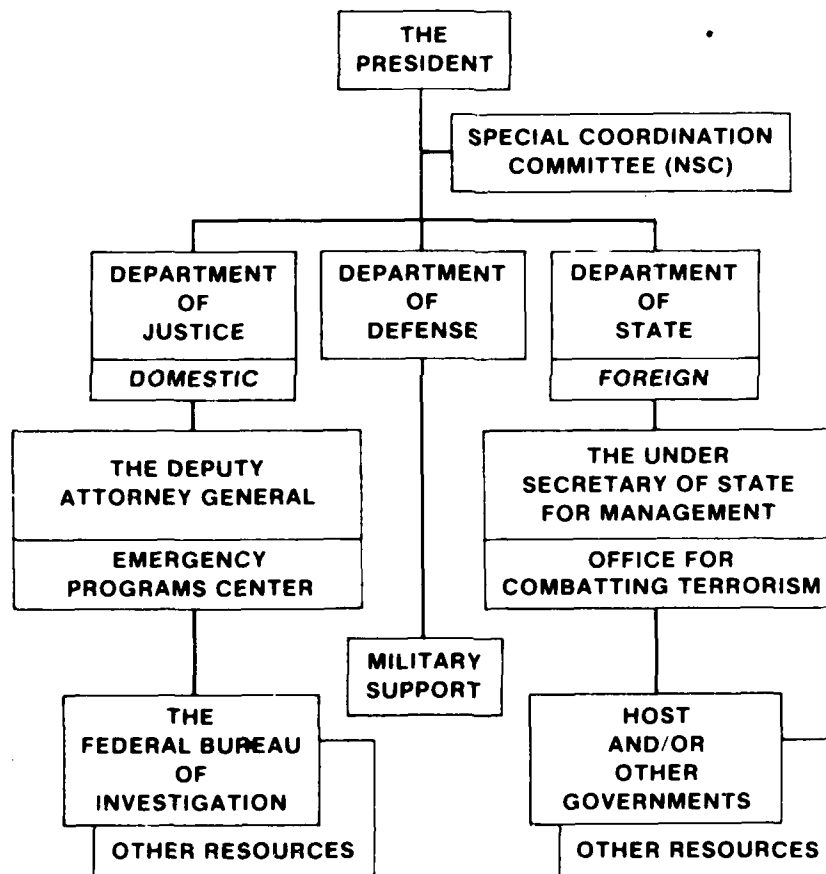 THE
PRESIDENT
SPECIAL COORDINATION
COMMITTEE (NSC)
DEPARTMENT
OF
JUSTICE
DOMESTIC
DEPARTMENT
OF
DEFENSE
DEPARTMENT
OF
STATE
FOREIGN
THE DEPUTY
ATTORNEY GENERAL
EMERGENCY
PROGRAMS CENTER
THE UNDER
SECRETARY OF STATE
FOR MANAGEMENT
OFFICE FOR
COMBATTING TERRORISM
MILITARY
SUPPORT
THE
FEDERAL BUREAU
OF
INVESTIGATION
OTHER RESOURCES
HOST
AND/OR
OTHER
GOVERNMENTS
OTHER RESOURCES